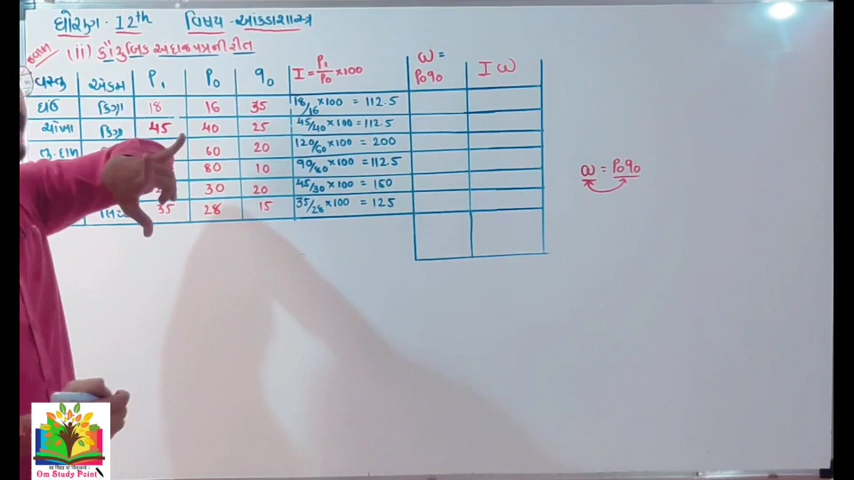 ધોરણ - 12th વિષય - આંકડાશાસ્ત્ર
(ii) કૌટુંબિક અંદાજપત્રની રીત
વસ્તુ એકમ P₁ P₀ q₀ I = P₁/P₀ × 100 ω = P₀q₀ I ω
ઘઉં કિગ્રા 18 16 35 18/16 × 100 = 112.5
ચોખા કિગ્રા 45 40 25 45/40 × 100 = 112.5
તુ. દાળ 60 20 120/60 × 100 = 200
80 10 90/80 × 100 = 112.5
30 20 45/30 × 100 = 150
35 28 15 35/28 × 100 = 125
ω = P₀q₀
Om Study Point